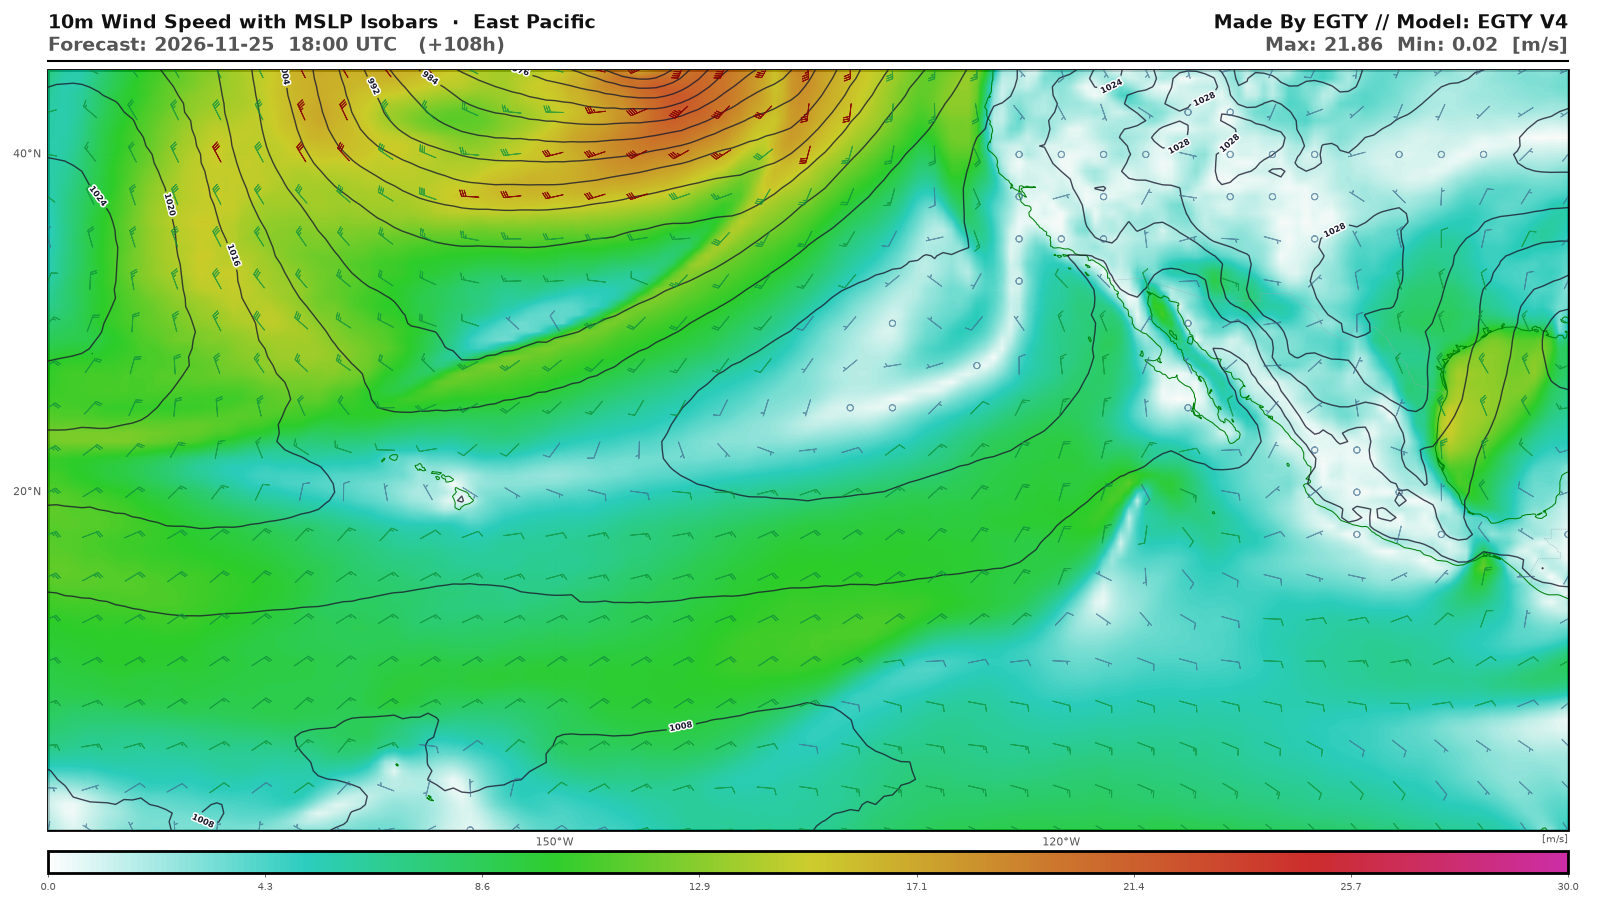 10m Wind Speed with MSLP Isobars · East Pacific
Made By EGTY // Model: EGTY V4
Forecast: 2026-11-25 18:00 UTC (+108h)
Max: 21.86 Min: 0.02 [m/s]
992
984
1024
1028
1028
1028
40°N
1024
1020
1016
1028
20°N
1008
1008
150°W
120°W
[m/s]
0.0
4.3
8.6
12.9
17.1
21.4
25.7
30.0